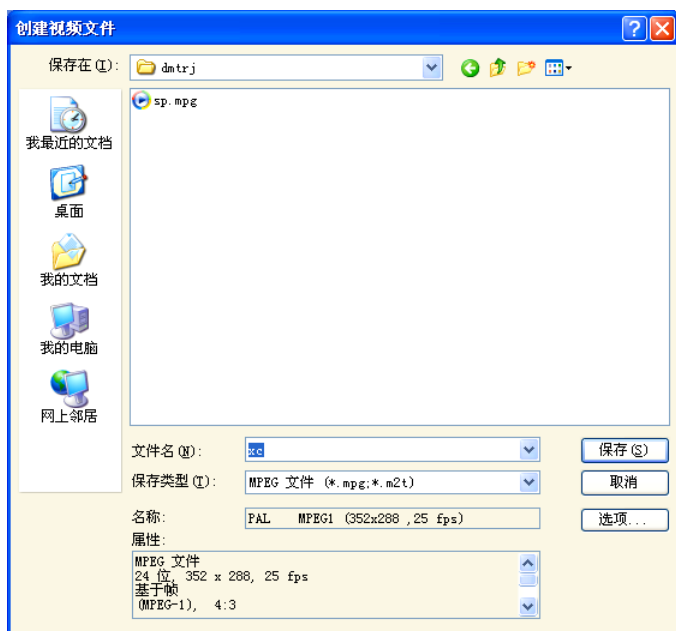 创建视频文件
保存在(I):
dmtrj
sp.mpg
我最近的文档
桌面
我的文档
我的电脑
网上邻居
文件名(N):
xc
保存(S)
保存类型(T):
MPEG 文件 (*.mpg;*.m2t)
取消
名称:
PAL MPEG1 (352x288 ,25 fps)
选项...
属性:
MPEG 文件
24 位, 352 x 288, 25 fps
基于帧
(MPEG-1), 4:3